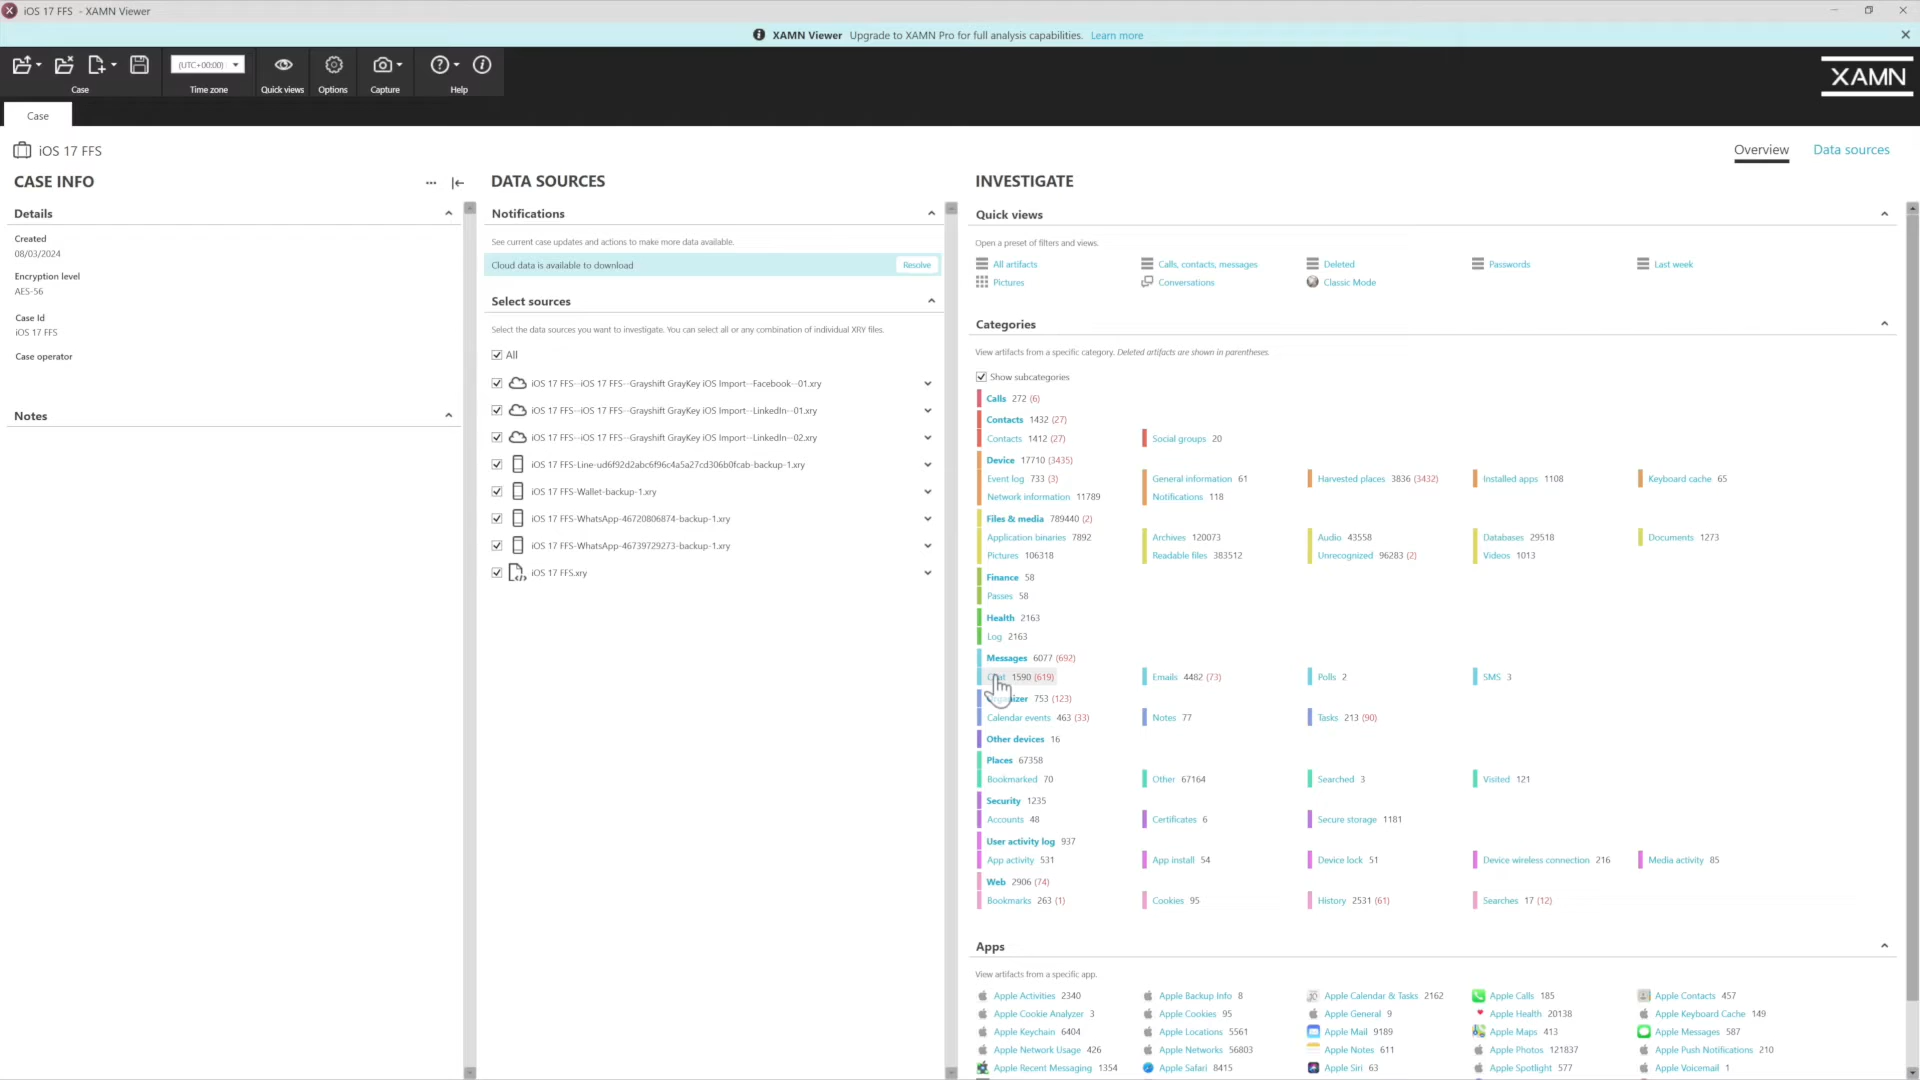 iOS 17 FFS - XAMN Viewer
XAMN Viewer Upgrade to XAMN Pro for full analysis capabilities. Learn more
(UTC+00:00)
Case Time zone Quick views Options Capture Help
XAMN
Case
iOS 17 FFS
Overview Data sources
CASE INFO
Details
Created
08/03/2024
Encryption level
AES-56
Case Id
iOS 17 FFS
Case operator
Notes
DATA SOURCES
Notifications
See current case updates and actions to make more data available.
Cloud data is available to download Resolve
Select sources
Select the data sources you want to investigate. You can select all or any combination of individual XRY files.
All
iOS 17 FFS--iOS 17 FFS--Grayshift GrayKey iOS Import--Facebook--01.xry
iOS 17 FFS--iOS 17 FFS--Grayshift GrayKey iOS Import--LinkedIn--01.xry
iOS 17 FFS--iOS 17 FFS--Grayshift GrayKey iOS Import--LinkedIn--02.xry
iOS 17 FFS-Line-ud6f92d2abc6f96c4a5a27cd306b0fcab-backup-1.xry
iOS 17 FFS-Wallet-backup-1.xry
iOS 17 FFS-WhatsApp-46720806874-backup-1.xry
iOS 17 FFS-WhatsApp-46739729273-backup-1.xry
iOS 17 FFS.xry
INVESTIGATE
Quick views
Open a preset of filters and views.
All artifacts Calls, contacts, messages Deleted Passwords Last week
Pictures Conversations Classic Mode
Categories
View artifacts from a specific category. Deleted artifacts are shown in parentheses.
Show subcategories
Calls 272 (6)
Contacts 1432 (27)
Contacts 1412 (27) Social groups 20
Device 17710 (3435)
Event log 733 (3) General information 61 Harvested places 3836 (3432) Installed apps 1108 Keyboard cache 65
Network information 11789 Notifications 118
Files & media 789440 (2)
Application binaries 7892 Archives 120073 Audio 43558 Databases 29518 Documents 1273
Pictures 106318 Readable files 383512 Unrecognized 96283 (2) Videos 1013
Finance 58
Passes 58
Health 2163
Log 2163
Messages 6077 (692)
1590 (619) Emails 4482 (73) Polls 2 SMS 3
753 (123)
Calendar events 463 (33) Notes 77 Tasks 213 (90)
Other devices 16
Places 67358
Bookmarked 70 Other 67164 Searched 3 Visited 121
Security 1235
Accounts 48 Certificates 6 Secure storage 1181
User activity log 937
App activity 531 App install 54 Device lock 51 Device wireless connection 216 Media activity 85
Web 2906 (74)
Bookmarks 263 (1) Cookies 95 History 2531 (61) Searches 17 (12)
Apps
View artifacts from a specific app.
Apple Activities 2340 Apple Backup Info 8 Apple Calendar & Tasks 2162 Apple Calls 185 Apple Contacts 457
Apple Cookie Analyzer 3 Apple Cookies 95 Apple General 9 Apple Health 20138 Apple Keyboard Cache 149
Apple Keychain 6404 Apple Locations 5561 Apple Mail 9189 Apple Maps 413 Apple Messages 587
Apple Network Usage 426 Apple Networks 56803 Apple Notes 611 Apple Photos 121837 Apple Push Notifications 210
Apple Recent Messaging 1354 Apple Safari 8415 Apple Siri 63 Apple Spotlight 577 Apple Voicemail 1